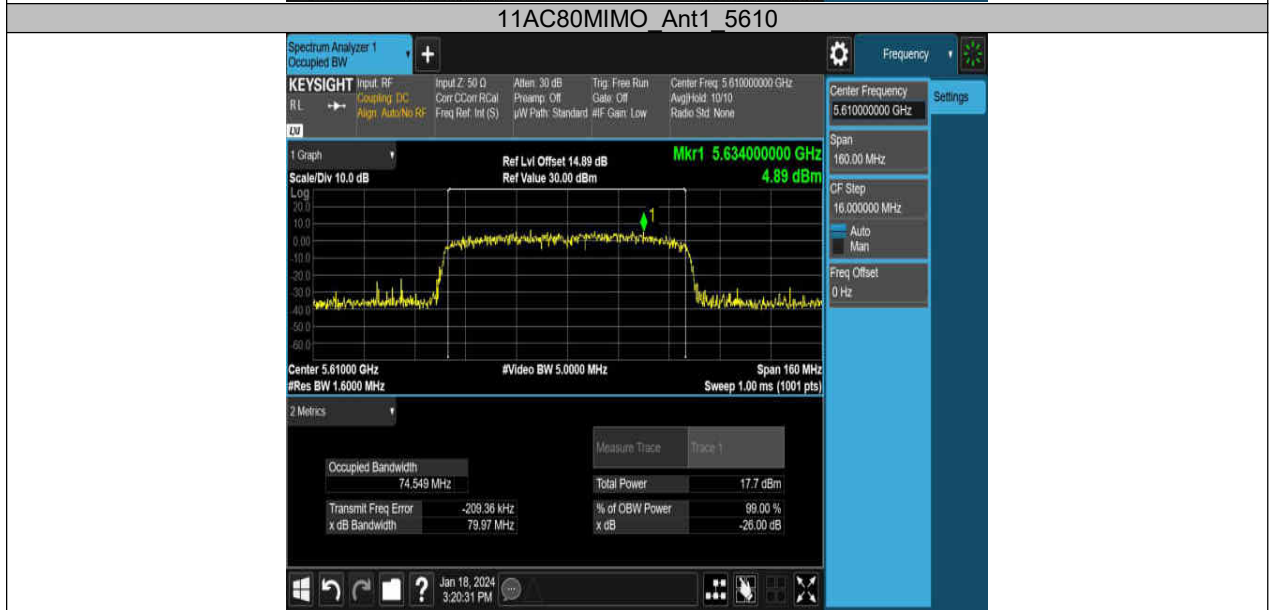 11AC80MIMO_Ant1_5610
Spectrum Analyzer 1
Occupied BW
+
Frequency
KEYSIGHT
RL
LXI
Input: RF
Coupling: DC
Align: Auto/No RF
Input Z: 50 Ω
Corr CCorr RCal
Freq Ref: Int (S)
Atten: 30 dB
Preamp: Off
µW Path: Standard
Trig: Free Run
Gate: Off
#IF Gain: Low
Center Freq: 5.610000000 GHz
Avg|Hold: 10/10
Radio Std: None
Center Frequency
5.610000000 GHz
Settings
Span
160.00 MHz
CF Step
16.000000 MHz
Auto
Man
Freq Offset
0 Hz
1 Graph
Scale/Div 10.0 dB
Ref Lvl Offset 14.89 dB
Ref Value 30.00 dBm
Mkr1 5.634000000 GHz
4.89 dBm
Log
20.0
10.0
0.00
-10.0
-20.0
-30.0
-40.0
-50.0
-60.0
1
Center 5.61000 GHz
#Video BW 5.0000 MHz
Span 160 MHz
#Res BW 1.6000 MHz
Sweep 1.00 ms (1001 pts)
2 Metrics
Measure Trace
Trace 1
Occupied Bandwidth
74.549 MHz
Total Power
17.7 dBm
Transmit Freq Error
-209.36 kHz
% of OBW Power
99.00 %
x dB Bandwidth
79.97 MHz
x dB
-26.00 dB
?
Jan 18, 2024
3:20:31 PM